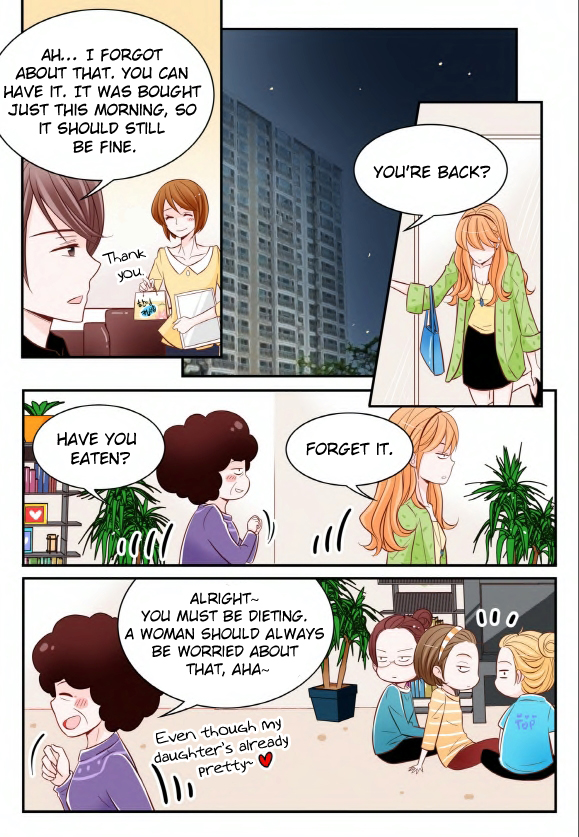 AH... I FORGOT
ABOUT THAT. YOU CAN
HAVE IT. IT WAS BOUGHT
JUST THIS MORNING, SO
IT SHOULD STILL
BE FINE.
Thank
you.
YOU'RE BACK?
HAVE YOU
EATEN?
FORGET IT.
ALRIGHT~
YOU MUST BE DIETING.
A WOMAN SHOULD ALWAYS
BE WORRIED ABOUT
THAT, AHA~
Even though my
daughter's already
pretty~ ♥
TOP